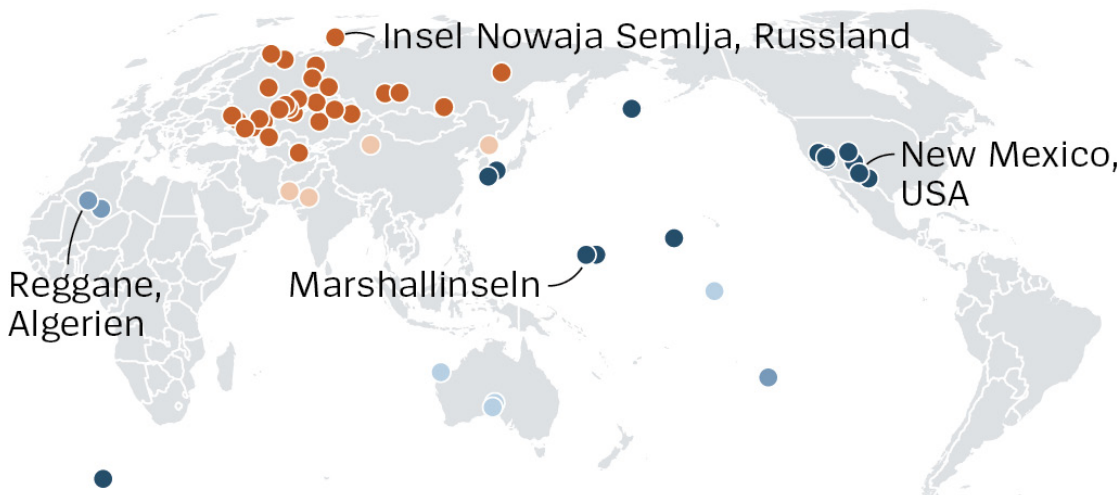 Insel Nowaja Semlja, Russland
New Mexico,
USA
Reggane,
Algerien
Marshallinseln